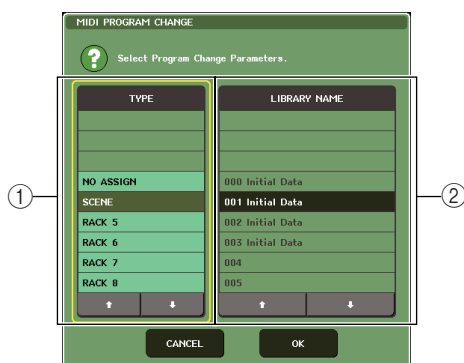 MIDI PROGRAM CHANGE
?
Select Program Change Parameters.
TYPE
NO ASSIGN
SCENE
RACK 5
RACK 6
RACK 7
RACK 8
LIBRARY NAME
000 Initial Data
001 Initial Data
002 Initial Data
003 Initial Data
004
005
1
2
CANCEL
OK